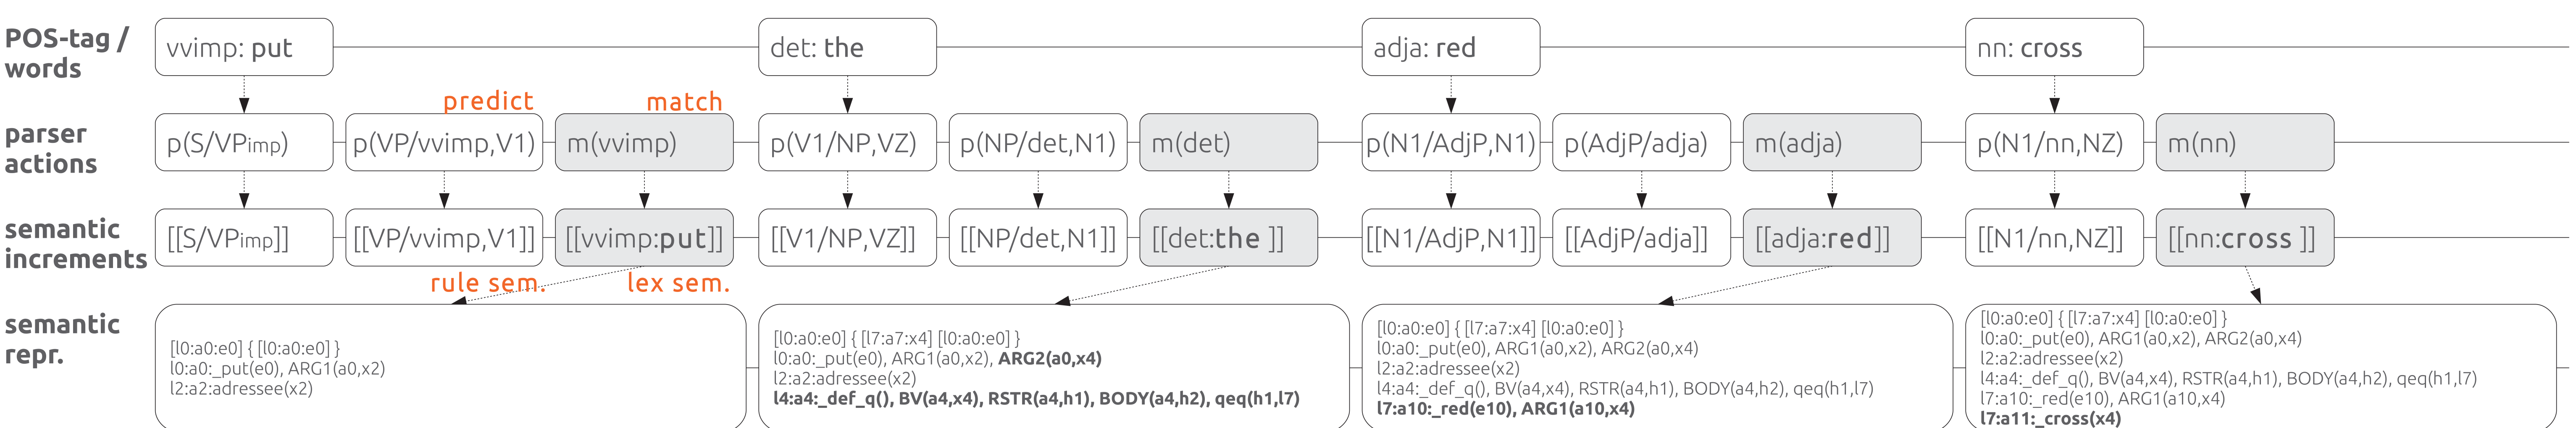 POS-tag / words
vvimp: put
det: the
adja: red
nn: cross
predict
match
parser actions
p(S/VPimp)
p(VP/vvimp,V1)
m(vvimp)
p(V1/NP,VZ)
p(NP/det,N1)
m(det)
p(N1/AdjP,N1)
p(AdjP/adja)
m(adja)
p(N1/nn,NZ)
m(nn)
semantic increments
[[S/VPimp]]
[[VP/vvimp,V1]]
[[vvimp:put]]
[[V1/NP,VZ]]
[[NP/det,N1]]
[[det:the ]]
[[N1/AdjP,N1]]
[[AdjP/adja]]
[[adja:red]]
[[N1/nn,NZ]]
[[nn:cross ]]
rule sem.
lex sem.
semantic repr.
[l0:a0:e0] { [l0:a0:e0] }
l0:a0:_put(e0), ARG1(a0,x2)
l2:a2:adressee(x2)
[l0:a0:e0] { [l7:a7:x4] [l0:a0:e0] }
l0:a0:_put(e0), ARG1(a0,x2), ARG2(a0,x4)
l2:a2:adressee(x2)
l4:a4:_def_q(), BV(a4,x4), RSTR(a4,h1), BODY(a4,h2), qeq(h1,l7)
[l0:a0:e0] { [l7:a7:x4] [l0:a0:e0] }
l0:a0:_put(e0), ARG1(a0,x2), ARG2(a0,x4)
l2:a2:adressee(x2)
l4:a4:_def_q(), BV(a4,x4), RSTR(a4,h1), BODY(a4,h2), qeq(h1,l7)
l7:a10:_red(e10), ARG1(a10,x4)
[l0:a0:e0] { [l7:a7:x4] [l0:a0:e0] }
l0:a0:_put(e0), ARG1(a0,x2), ARG2(a0,x4)
l2:a2:adressee(x2)
l4:a4:_def_q(), BV(a4,x4), RSTR(a4,h1), BODY(a4,h2), qeq(h1,l7)
l7:a10:_red(e10), ARG1(a10,x4)
l7:a11:_cross(x4)